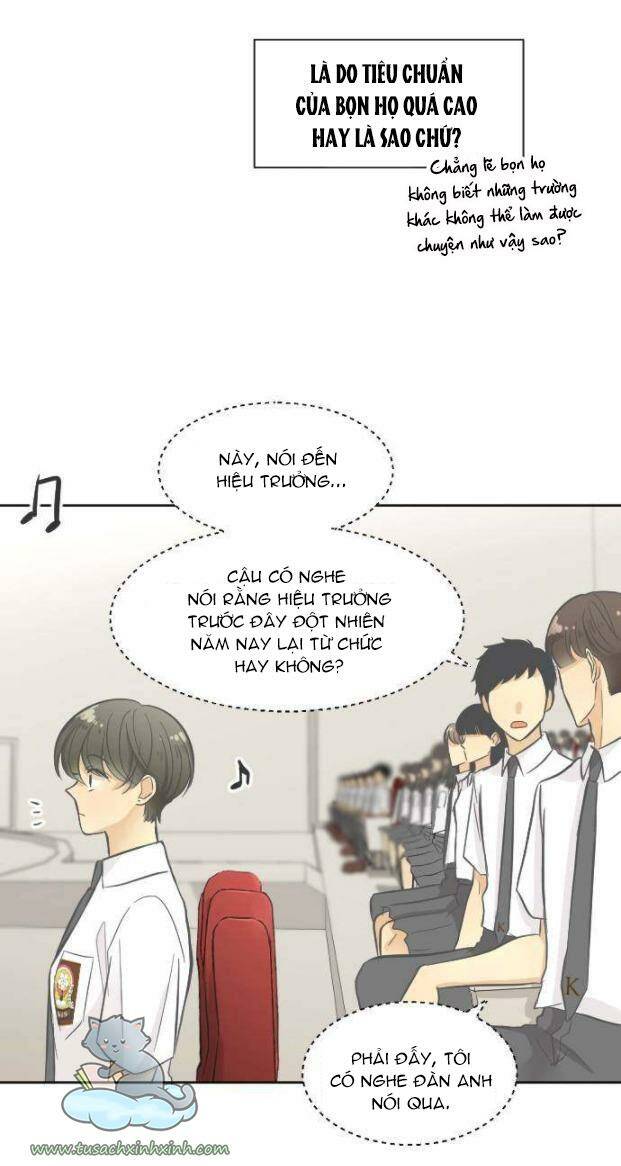 LÀ DO TIÊU CHUẨN
CỦA BỌN HỌ QUÁ CAO
HAY LÀ SAO CHỨ?
Chẳng lẽ bọn họ
không biết những trường
khác không thể làm được
chuyện như vậy sao?
NÀY, NÓI ĐẾN
HIỆU TRƯỞNG...
CẬU CÓ NGHE
NÓI RẰNG HIỆU TRƯỞNG
TRƯỚC ĐÂY ĐỘT NHIÊN
NĂM NAY LẠI TỪ CHỨC
HAY KHÔNG?
K
K
PHẢI ĐẤY, TÔI
CÓ NGHE ĐÀN ANH
NÓI QUA.
www.tusachxinhxinh.com